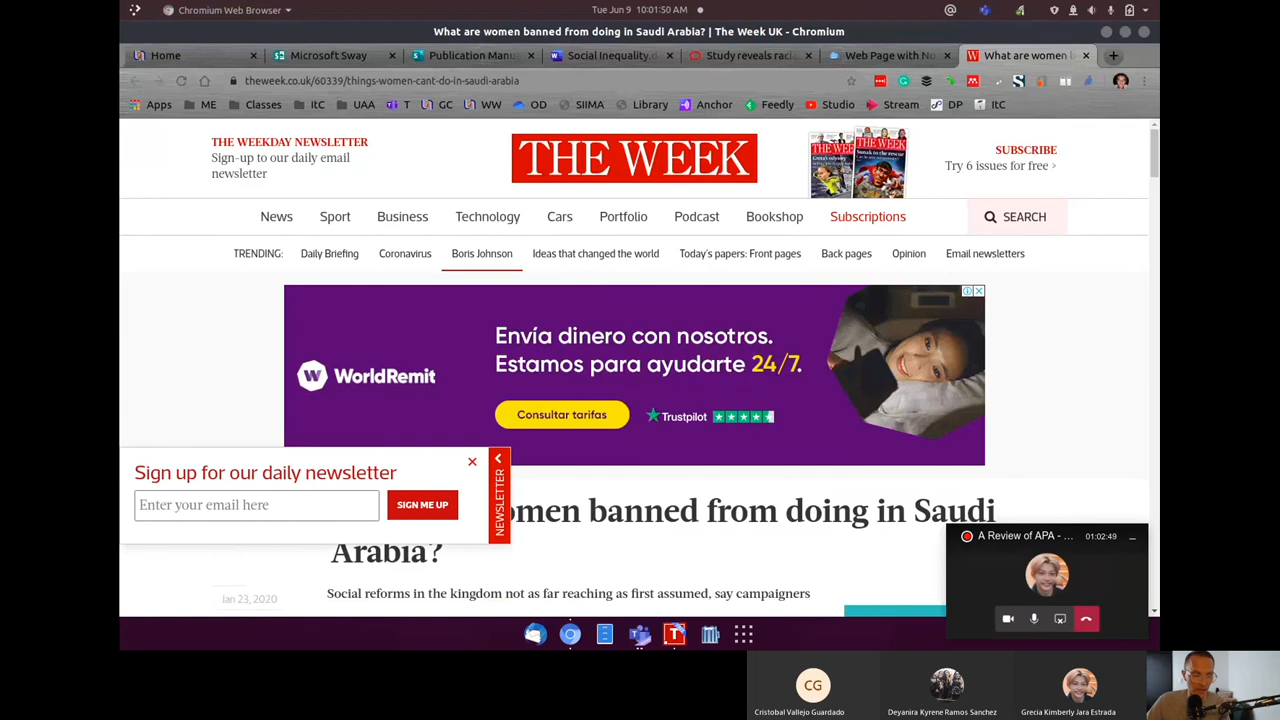 Chromium Web Browser
Tue Jun 9 10:01:50 AM
What are women banned from doing in Saudi Arabia? | The Week UK - Chromium
Home
Microsoft Sway
Publication Manu
Social Inequality.d
Study reveals racia
Web Page with No
What are women b
theweek.co.uk/60339/things-women-cant-do-in-saudi-arabia
Apps ME Classes ItC UAA T GC WW OD SIIMA Library Anchor Feedly Studio Stream DP ItC
THE WEEKDAY NEWSLETTER
Sign-up to our daily email
newsletter
THE WEEK
THE WEEK
THE WEEK
SUBSCRIBE
Try 6 issues for free >
News Sport Business Technology Cars Portfolio Podcast Bookshop Subscriptions SEARCH
TRENDING: Daily Briefing Coronavirus Boris Johnson Ideas that changed the world Today's papers: Front pages Back pages Opinion Email newsletters
WorldRemit
Envía dinero con nosotros.
Estamos para ayudarte 24/7.
Consultar tarifas
Trustpilot
Sign up for our daily newsletter
Enter your email here
SIGN ME UP
NEWSLETTER
omen banned from doing in Saudi
Arabia?
Jan 23, 2020
Social reforms in the kingdom not as far reaching as first assumed, say campaigners
A Review of APA - ...
01:02:49
CG
Cristobal Vallejo Guardado
Deyanira Kyrene Ramos Sanchez
Grecia Kimberly Jara Estrada